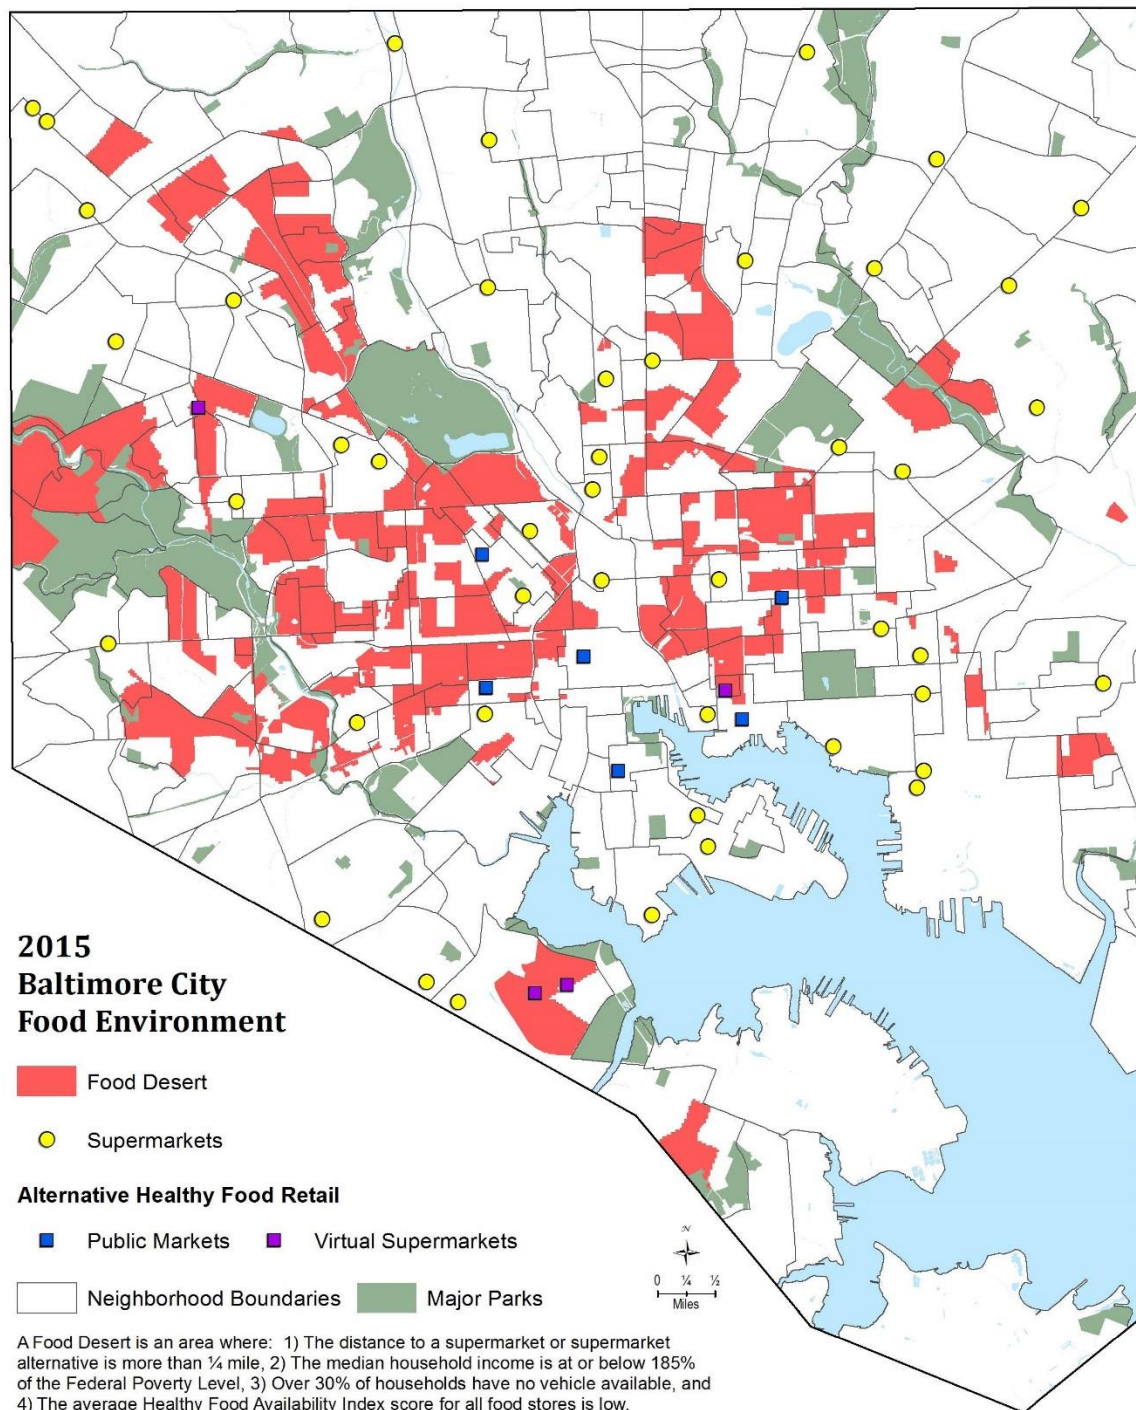 2015
Baltimore City
Food Environment
Food Desert
Supermarkets
Alternative Healthy Food Retail
Public Markets
Virtual Supermarkets
Neighborhood Boundaries
Major Parks
N
0 ¼ ½
Miles
A Food Desert is an area where: 1) The distance to a supermarket or supermarket
alternative is more than ¼ mile, 2) The median household income is at or below 185%
of the Federal Poverty Level, 3) Over 30% of households have no vehicle available, and
4) The average Healthy Food Availability Index score for all food stores is low.